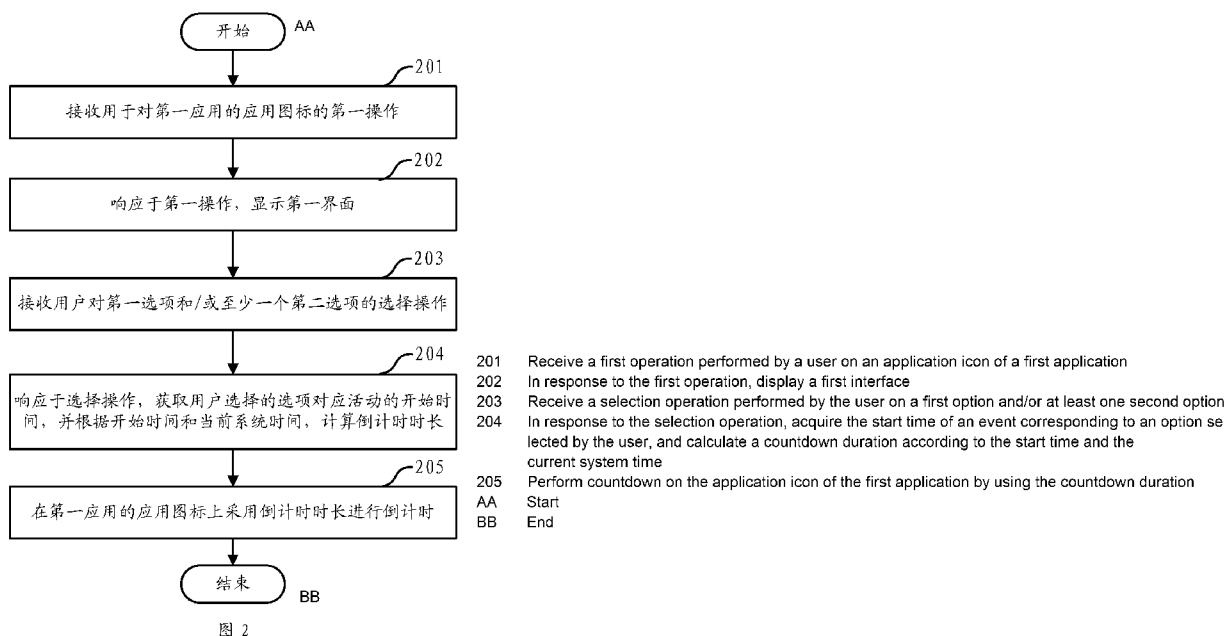 开始
AA
201
接收用于对第一应用的应用图标的第一操作
202
响应于第一操作，显示第一界面
203
接收用户对第一选项和/或至少一个第二选项的选择操作
204
响应于选择操作，获取用户选择的选项对应活动的开始时
间，并根据开始时间和当前系统时间，计算倒计时时长
205
在第一应用的应用图标上采用倒计时时长进行倒计时
结束
BB
图 2
201 Receive a first operation performed by a user on an application icon of a first application
202 In response to the first operation, display a first interface
203 Receive a selection operation performed by the user on a first option and/or at least one second option
204 In response to the selection operation, acquire the start time of an event corresponding to an option se
lected by the user, and calculate a countdown duration according to the start time and the
current system time
205 Perform countdown on the application icon of the first application by using the countdown duration
AA Start
BB End